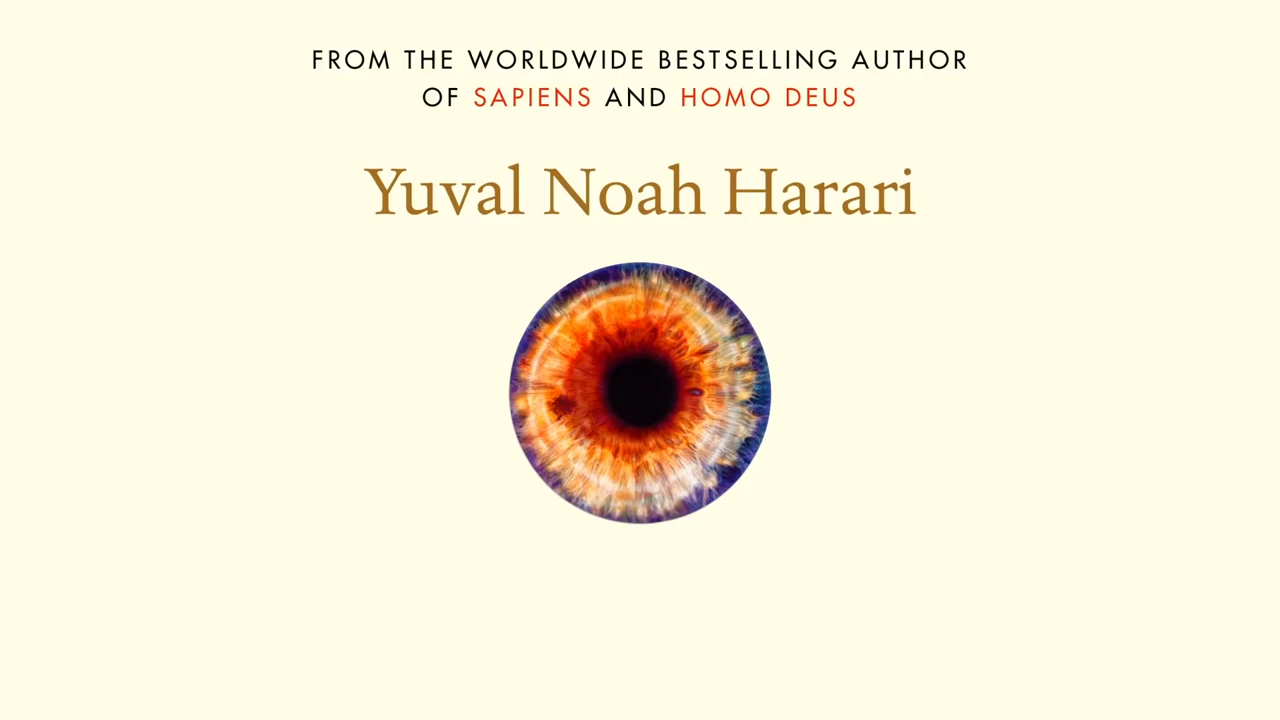 FROM THE WORLDWIDE BESTSELLING AUTHOR
OF SAPIENS AND HOMO DEUS
Yuval Noah Harari